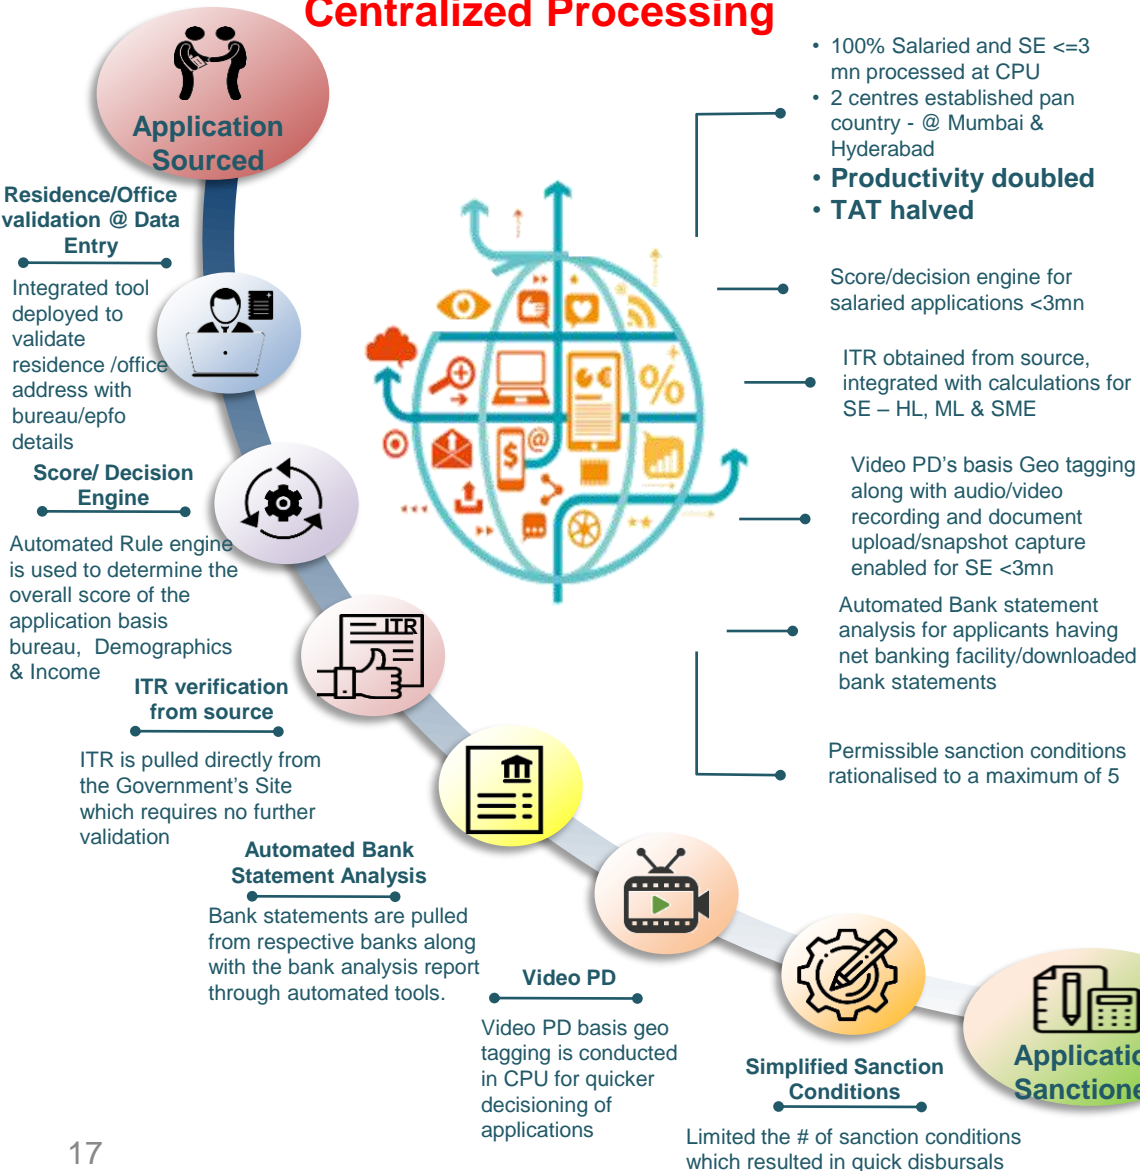 Centralized Processing
Application
Sourced
Residence/Office
validation @ Data
Entry
Integrated tool
deployed to
validate
residence /office
address with
bureau/epfo
details
Score/ Decision
Engine
Automated Rule engine
is used to determine the
overall score of the
application basis
bureau, Demographics
& Income
ITR
ITR verification
from source
ITR is pulled directly from
the Government's Site
which requires no further
validation
Automated Bank
Statement Analysis
Bank statements are pulled
from respective banks along
with the bank analysis report
through automated tools.
Video PD
Video PD basis geo
tagging is conducted
in CPU for quicker
decisioning of
applications
Simplified Sanction
Conditions
Limited the # of sanction conditions
which resulted in quick disbursals
Applicatio
Sanctione
• 100% Salaried and SE <=3
mn processed at CPU
• 2 centres established pan
country - @ Mumbai &
Hyderabad
• Productivity doubled
• TAT halved
Score/decision engine for
salaried applications <3mn
ITR obtained from source,
integrated with calculations for
SE – HL, ML & SME
Video PD's basis Geo tagging
along with audio/video
recording and document
upload/snapshot capture
enabled for SE <3mn
Automated Bank statement
analysis for applicants having
net banking facility/downloaded
bank statements
Permissible sanction conditions
rationalised to a maximum of 5
%
$
@
17